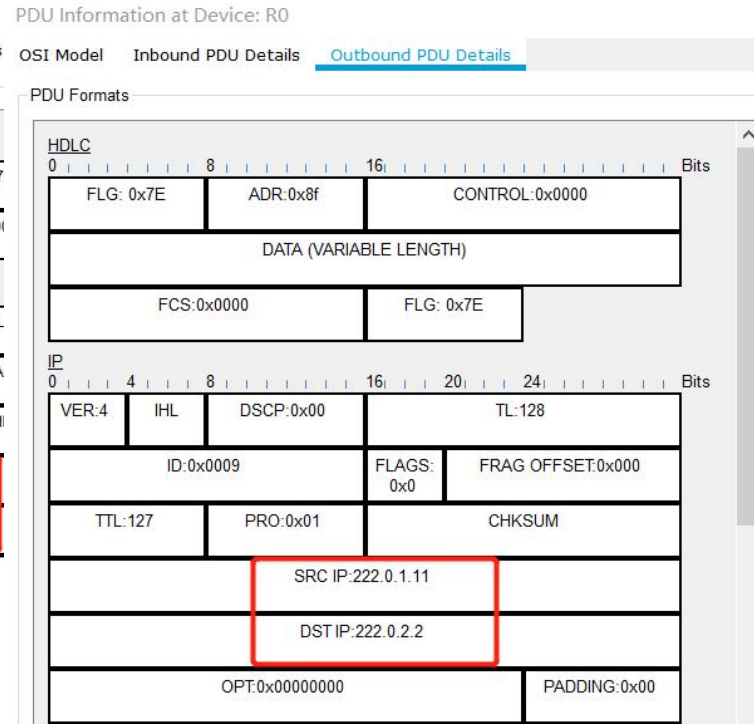 PDU Information at Device: R0
OSI Model Inbound PDU Details Outbound PDU Details
PDU Formats
HDLC
0 8 16 Bits
FLG: 0x7E ADR:0x8f CONTROL:0x0000
DATA (VARIABLE LENGTH)
FCS:0x0000 FLG: 0x7E
IP
0 4 8 16 20 24 Bits
VER:4 IHL DSCP:0x00 TL:128
ID:0x0009 FLAGS: 0x0 FRAG OFFSET:0x000
TTL:127 PRO:0x01 CHKSUM
SRC IP:222.0.1.11
DST IP:222.0.2.2
OPT:0x00000000 PADDING:0x00